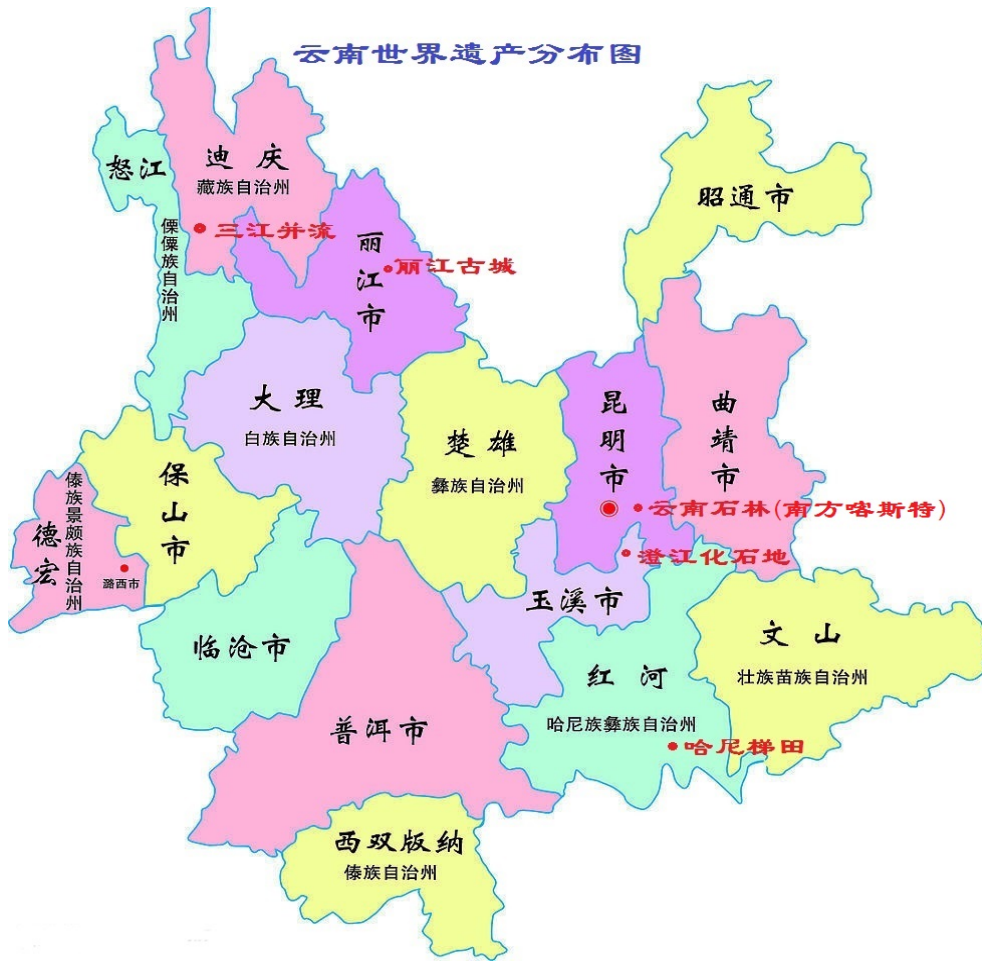 云南世界遗产分布图
怒江
傈僳族自治州
迪庆
藏族自治州
三江并流
丽江市
丽江古城
昭通市
大理
白族自治州
楚雄
彝族自治州
昆明市
曲靖市
云南石林(南方喀斯特)
澄江化石地
保山市
德宏
傣族景颇族自治州
潞西市
临沧市
玉溪市
红河
哈尼族彝族自治州
哈尼梯田
文山
壮族苗族自治州
普洱市
西双版纳
傣族自治州